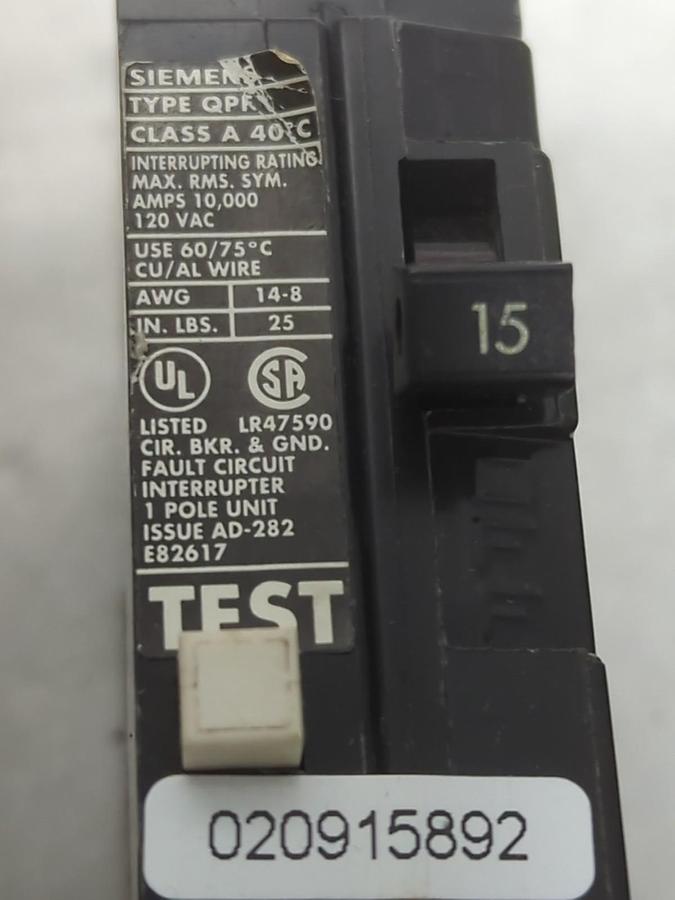 SIEMENS
TYPE QPF
CLASS A 40°C
INTERRUPTING RATING
MAX. RMS. SYM.
AMPS 10,000
120 VAC
USE 60/75°C
CU/AL WIRE
AWG 14-8
IN. LBS. 25
UL SA
LISTED LR47590
CIR. BKR. & GND.
FAULT CIRCUIT
INTERRUPTER
1 POLE UNIT
ISSUE AD-282
E82617
TEST
15
020915892